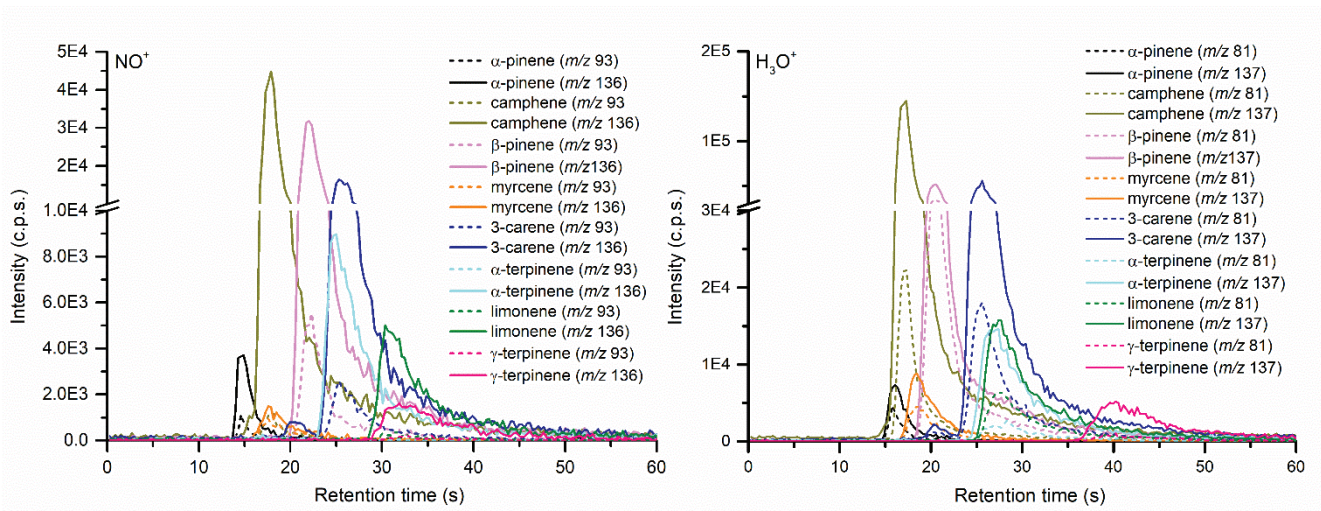 NO⁺
5E4
4E4
3E4
2E4
1.0E4
8.0E3
6.0E3
4.0E3
2.0E3
0.0
Intensity (c.p.s.)
0 10 20 30 40 50 60
Retention time (s)
α-pinene (m/z 93)
α-pinene (m/z 136)
camphene (m/z 93
camphene (m/z 136)
β-pinene (m/z 93)
β-pinene (m/z136)
myrcene (m/z 93)
myrcene (m/z 136)
3-carene (m/z 93)
3-carene (m/z 136)
α-terpinene (m/z 93)
α-terpinene (m/z 136)
limonene (m/z 93)
limonene (m/z 136)
γ-terpinene (m/z 93)
γ-terpinene (m/z 136)
H₃O⁺
2E5
1E5
3E4
2E4
1E4
0
Intensity (c.p.s.)
0 10 20 30 40 50 60
Retention time (s)
α-pinene (m/z 81)
α-pinene (m/z 137)
camphene (m/z 81)
camphene (m/z 137)
β-pinene (m/z 81)
β-pinene (m/z137)
myrcene (m/z 81)
myrcene (m/z 137)
3-carene (m/z 81)
3-carene (m/z 137)
α-terpinene (m/z 81)
α-terpinene (m/z 137)
limonene (m/z 81)
limonene (m/z 137)
γ-terpinene (m/z 81)
γ-terpinene (m/z 137)